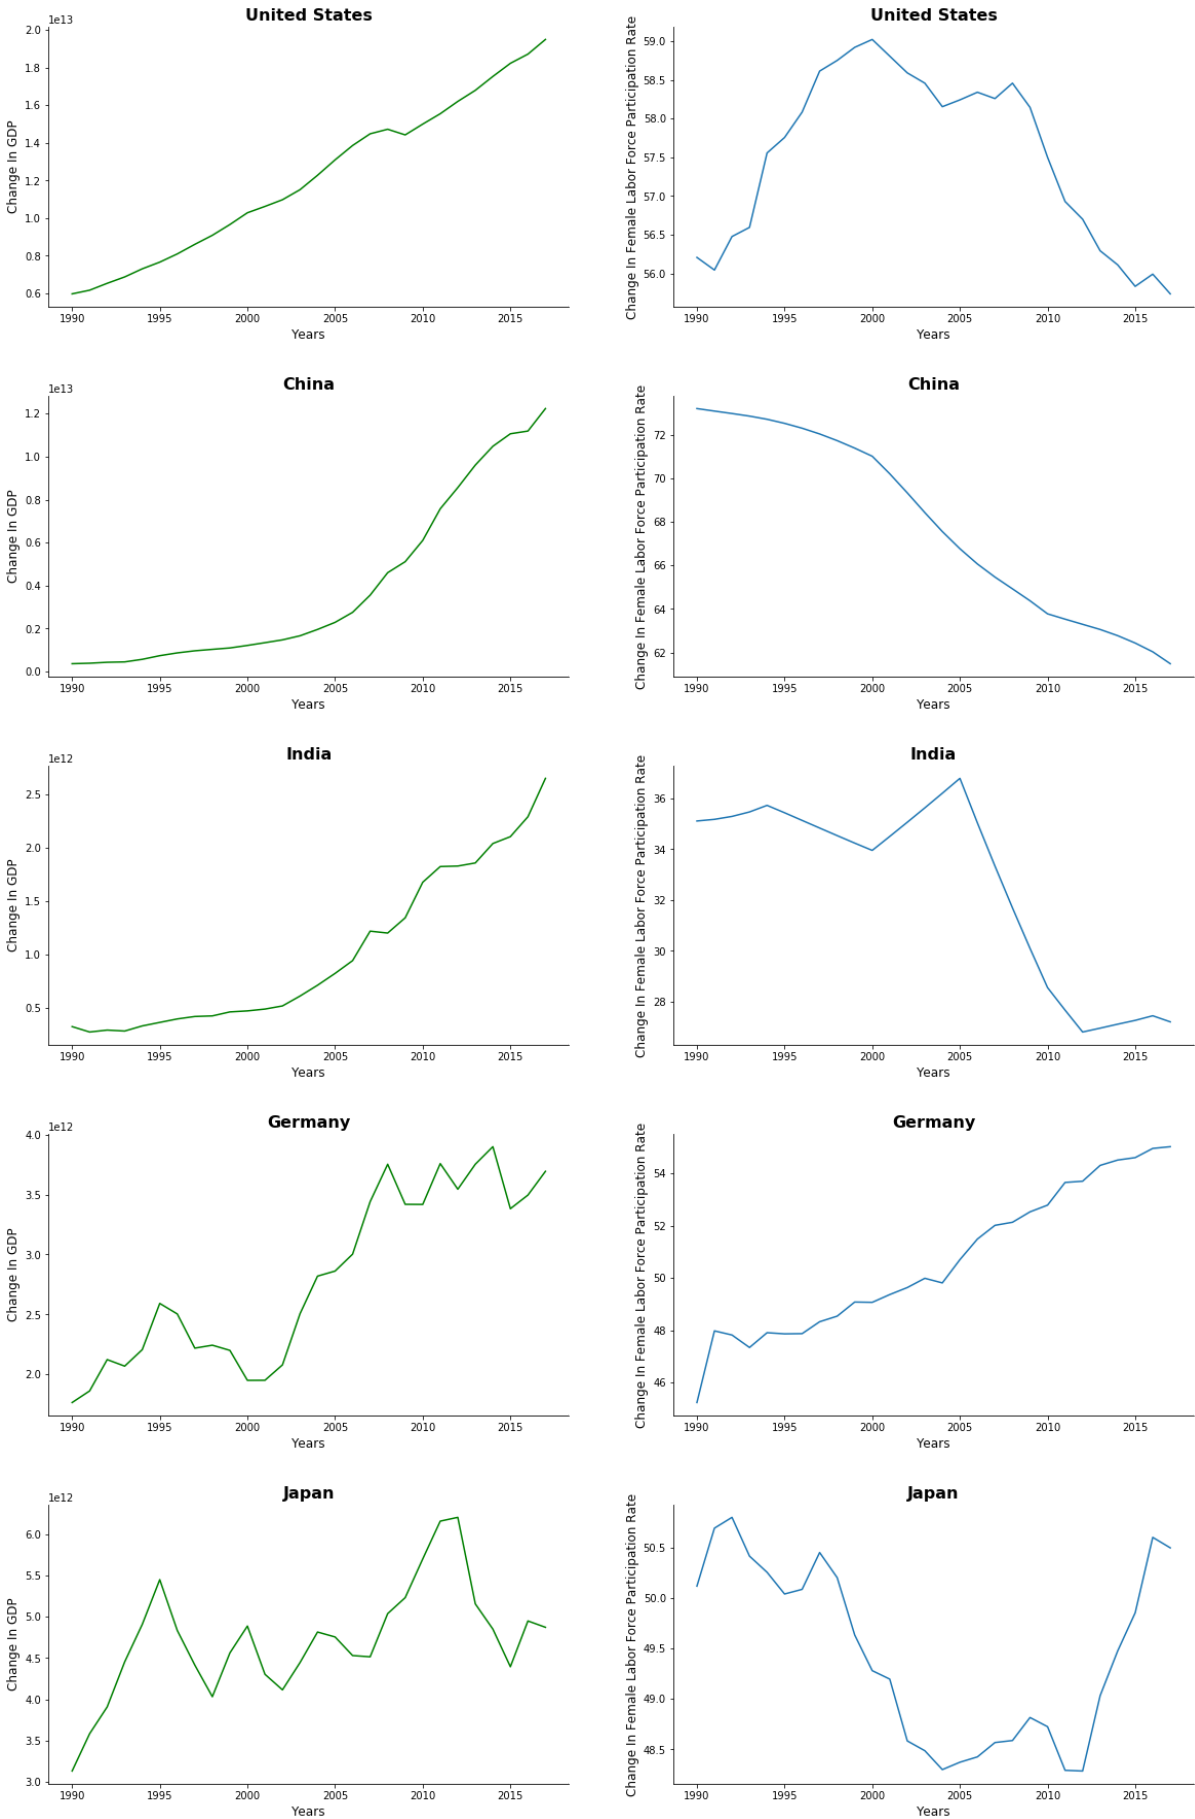 United States
1e13
Change In GDP
2.0
1.8
1.6
1.4
1.2
1.0
0.8
0.6
1990 1995 2000 2005 2010 2015
Years
United States
Change In Female Labor Force Participation Rate
59.0
58.5
58.0
57.5
57.0
56.5
56.0
1990 1995 2000 2005 2010 2015
Years
China
1e13
Change In GDP
1.2
1.0
0.8
0.6
0.4
0.2
0.0
1990 1995 2000 2005 2010 2015
Years
China
Change In Female Labor Force Participation Rate
72
70
68
66
64
62
1990 1995 2000 2005 2010 2015
Years
India
1e12
Change In GDP
2.5
2.0
1.5
1.0
0.5
1990 1995 2000 2005 2010 2015
Years
India
Change In Female Labor Force Participation Rate
36
34
32
30
28
1990 1995 2000 2005 2010 2015
Years
Germany
1e12
Change In GDP
4.0
3.5
3.0
2.5
2.0
1990 1995 2000 2005 2010 2015
Years
Germany
Change In Female Labor Force Participation Rate
54
52
50
48
46
1990 1995 2000 2005 2010 2015
Years
Japan
1e12
Change In GDP
6.0
5.5
5.0
4.5
4.0
3.5
3.0
1990 1995 2000 2005 2010 2015
Years
Japan
Change In Female Labor Force Participation Rate
50.5
50.0
49.5
49.0
48.5
1990 1995 2000 2005 2010 2015
Years